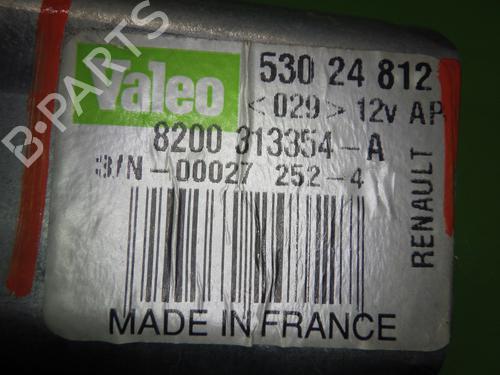 Valeo
530 24 812
<029> 12v AP
8200 313354-A
S/N-00027 252-4
RENAULT
MADE IN FRANCE
B-PARTS